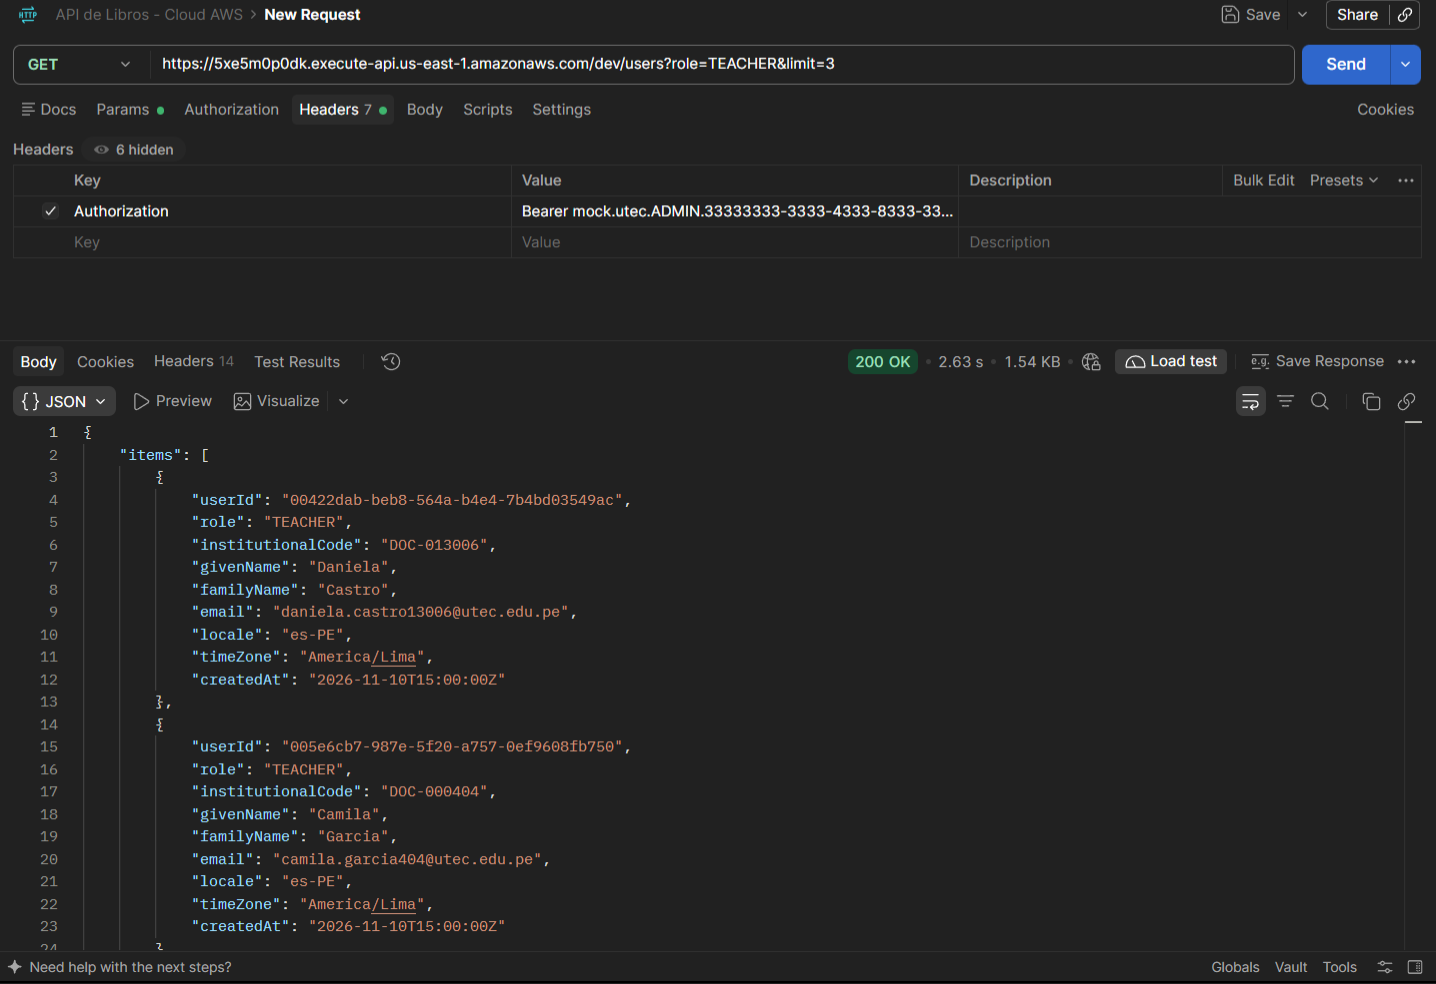 HTTP API de Libros - Cloud AWS > New Request Save Share
GET https://5xe5m0p0dk.execute-api.us-east-1.amazonaws.com/dev/users?role=TEACHER&limit=3 Send
Docs Params Authorization Headers 7 Body Scripts Settings Cookies
Headers 6 hidden
Key Value Description Bulk Edit Presets
Authorization Bearer mock.utec.ADMIN.33333333-3333-4333-8333-33...
Key Value Description
Body Cookies Headers 14 Test Results 200 OK 2.63 s 1.54 KB Load test e.g. Save Response
{} JSON Preview Visualize
1 {
2 "items": [
3 {
4 "userId": "00422dab-beb8-564a-b4e4-7b4bd03549ac",
5 "role": "TEACHER",
6 "institutionalCode": "DOC-013006",
7 "givenName": "Daniela",
8 "familyName": "Castro",
9 "email": "daniela.castro13006@utec.edu.pe",
10 "locale": "es-PE",
11 "timeZone": "America/Lima",
12 "createdAt": "2026-11-10T15:00:00Z"
13 },
14 {
15 "userId": "005e6cb7-987e-5f20-a757-0ef9608fb750",
16 "role": "TEACHER",
17 "institutionalCode": "DOC-000404",
18 "givenName": "Camila",
19 "familyName": "Garcia",
20 "email": "camila.garcia404@utec.edu.pe",
21 "locale": "es-PE",
22 "timeZone": "America/Lima",
23 "createdAt": "2026-11-10T15:00:00Z"
24 }
Need help with the next steps? Globals Vault Tools